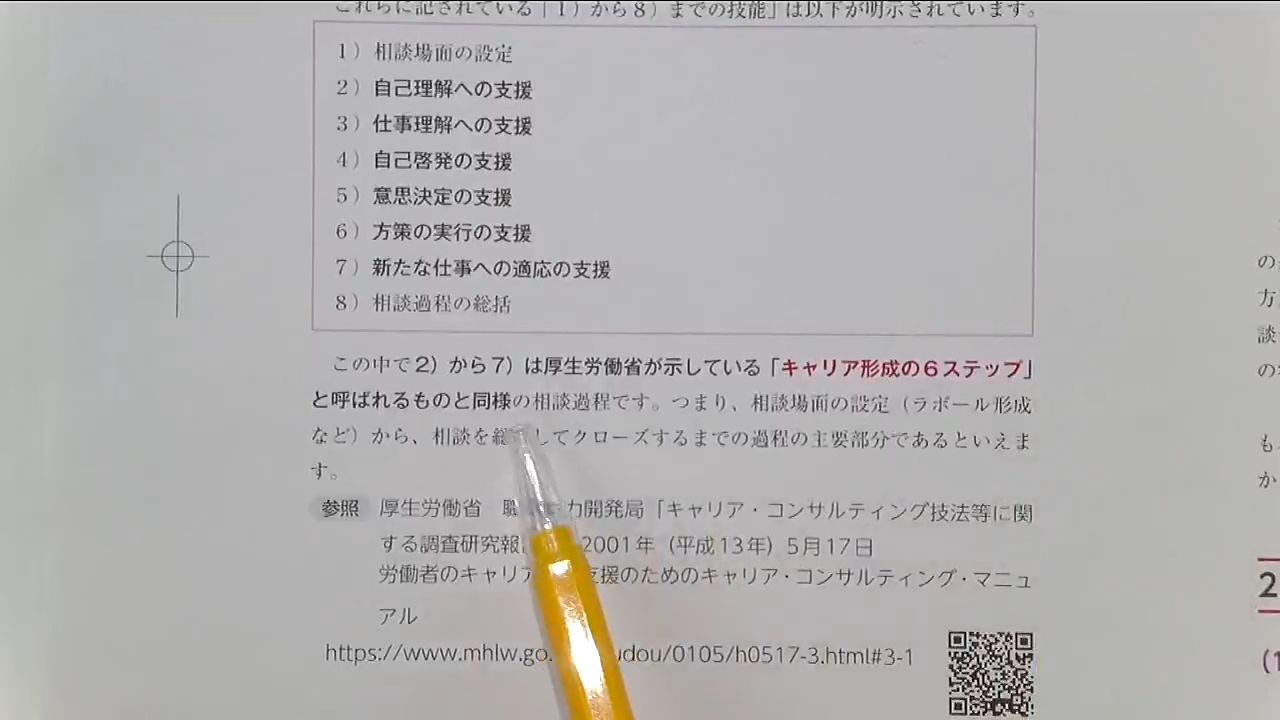 これらに記されている「1）から8）までの技能」は以下が明示されています。
1）相談場面の設定
2）自己理解への支援
3）仕事理解への支援
4）自己啓発の支援
5）意思決定の支援
6）方策の実行の支援
7）新たな仕事への適応の支援
8）相談過程の総括
この中で2）から7）は厚生労働省が示している「キャリア形成の6ステップ」
と呼ばれるものと同様の相談過程です。つまり、相談場面の設定（ラポール形成
など）から、相談を総 してクローズするまでの過程の主要部分であるといえま
す。
参照 厚生労働省 職 力開発局「キャリア・コンサルティング技法等に関
する調査研究報 2001年（平成13年）5月17日
労働者のキャリア 支援のためのキャリア・コンサルティング・マニュ
アル
https://www.mhlw.go. udou/0105/h0517-3.html#3-1
の
方
談
の
も
か
2
(1